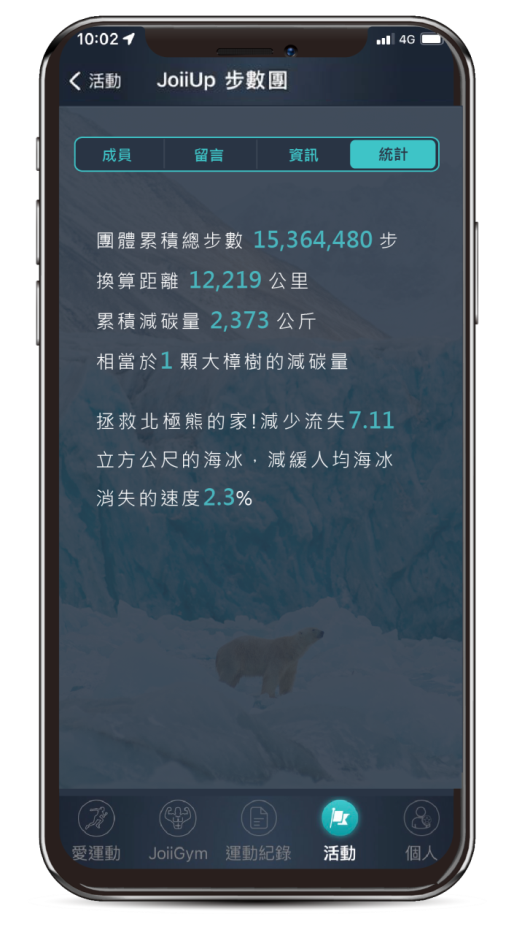 10:02
4G
活動
JoiiUp 步數團
成員 留言 資訊 統計
團體累積總步數 15,364,480 步
換算距離 12,219 公里
累積減碳量 2,373 公斤
相當於1 顆大樟樹的減碳量
拯救北極熊的家!減少流失7.11
立方公尺的海冰，減緩人均海冰
消失的速度2.3%
愛運動 JoiiGym 運動紀錄 活動 個人